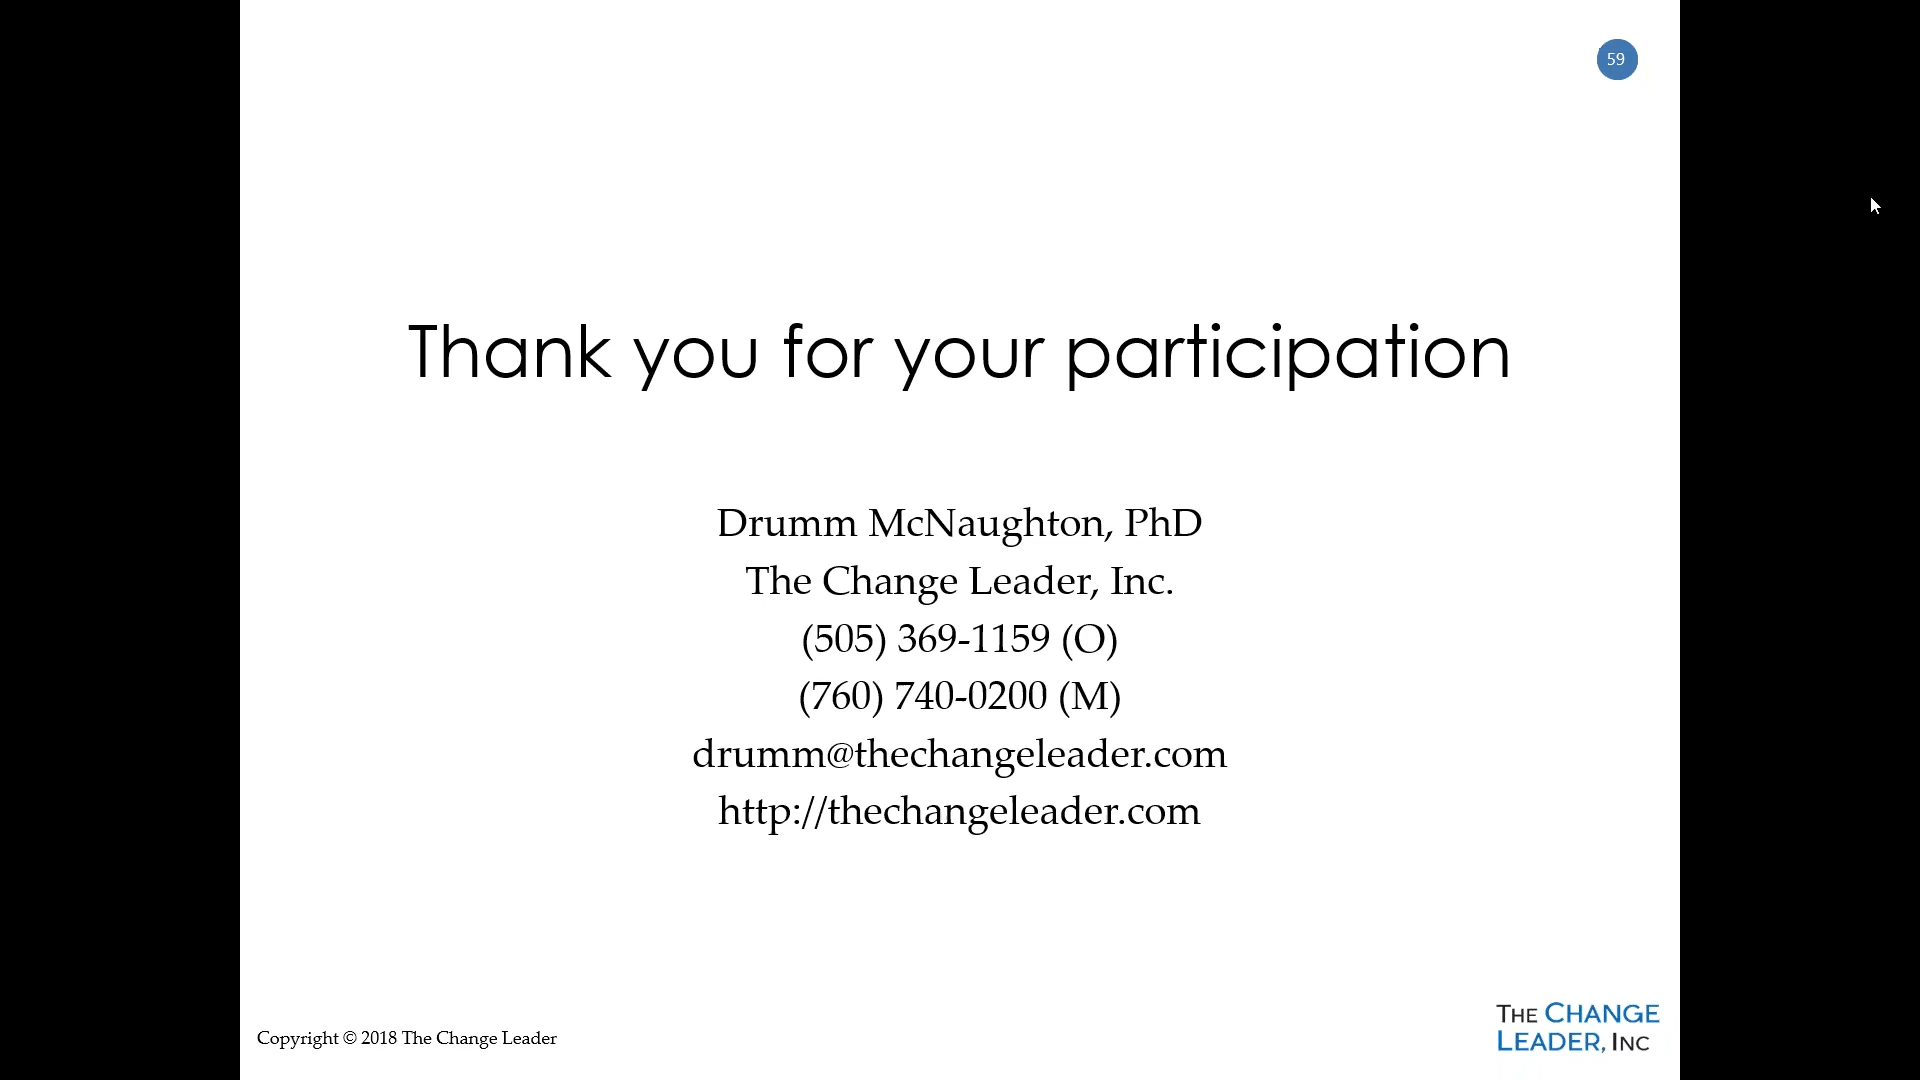 59
Thank you for your participation
Drumm McNaughton, PhD
The Change Leader, Inc.
(505) 369-1159 (O)
(760) 740-0200 (M)
drumm@thechangeleader.com
http://thechangeleader.com
Copyright © 2018 The Change Leader
THE CHANGE
LEADER, INC